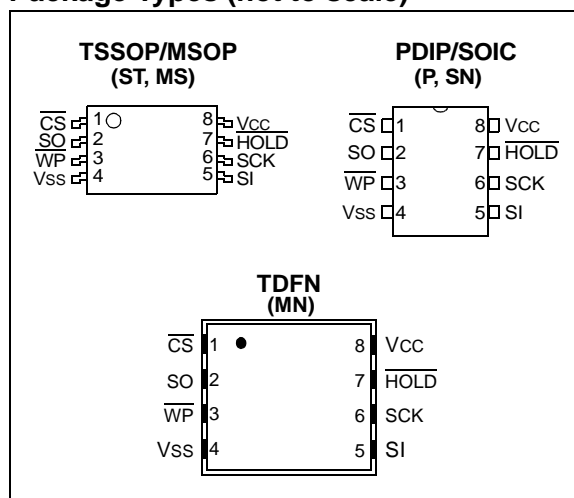 Package Types (not to scale)
TSSOP/MSOP
(ST, MS)
CS 1 8 VCC
SO 2 7 HOLD
WP 3 6 SCK
VSS 4 5 SI
PDIP/SOIC
(P, SN)
CS 1 8 VCC
SO 2 7 HOLD
WP 3 6 SCK
VSS 4 5 SI
TDFN
(MN)
CS 1 8 VCC
SO 2 7 HOLD
WP 3 6 SCK
VSS 4 5 SI